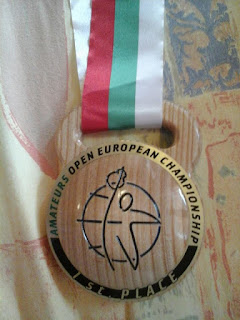 AMATEURS OPEN EUROPEAN CHAMPIONSHIP
1 st. PLACE